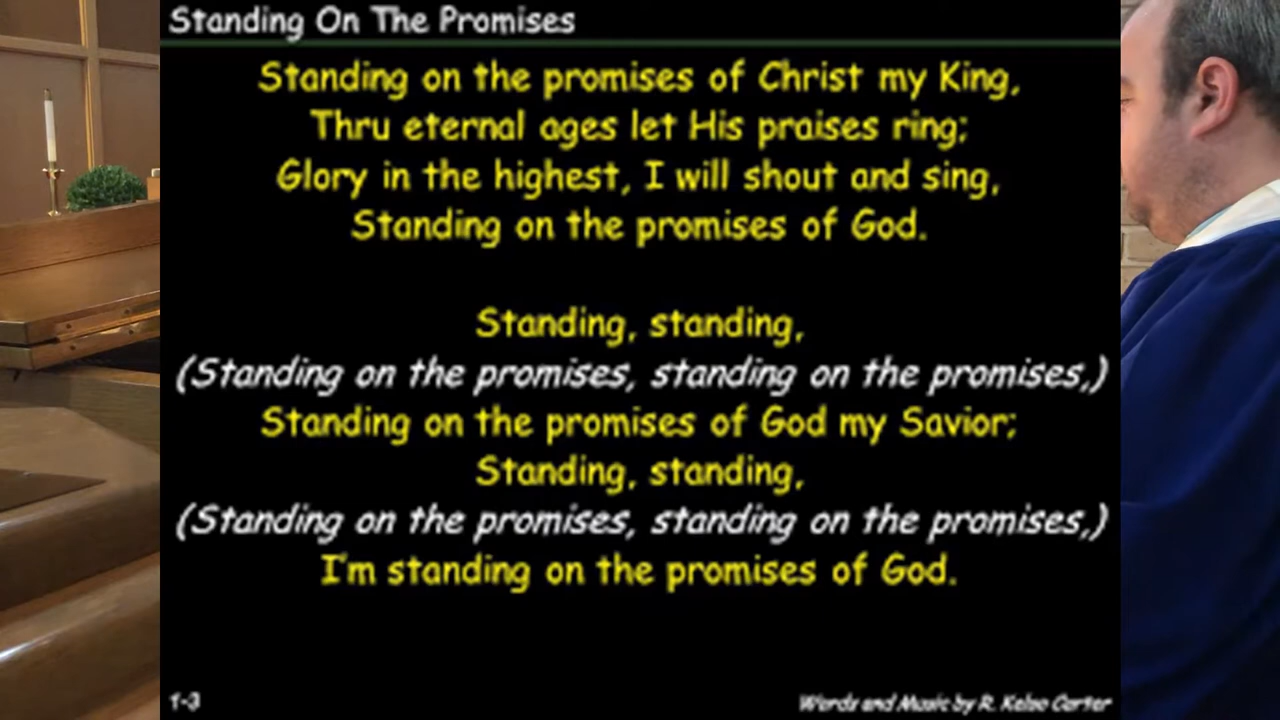 Standing On The Promises
Standing on the promises of Christ my King,
Thru eternal ages let His praises ring;
Glory in the highest, I will shout and sing,
Standing on the promises of God.
Standing, standing,
(Standing on the promises, standing on the promises,)
Standing on the promises of God my Savior;
Standing, standing,
(Standing on the promises, standing on the promises,)
I'm standing on the promises of God.
1-3
Words and Music by R. Kelso Carter